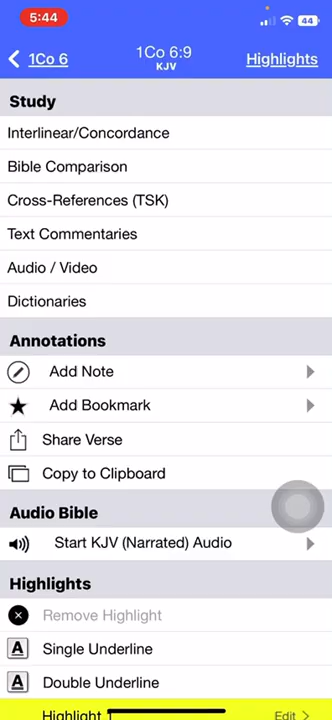 5:44
44
1Co 6
1Co 6:9
KJV
Highlights
Study
Interlinear/Concordance
Bible Comparison
Cross-References (TSK)
Text Commentaries
Audio / Video
Dictionaries
Annotations
Add Note
Add Bookmark
Share Verse
Copy to Clipboard
Audio Bible
Start KJV (Narrated) Audio
Highlights
Remove Highlight
A Single Underline
A Double Underline
Highlight 1 Edit